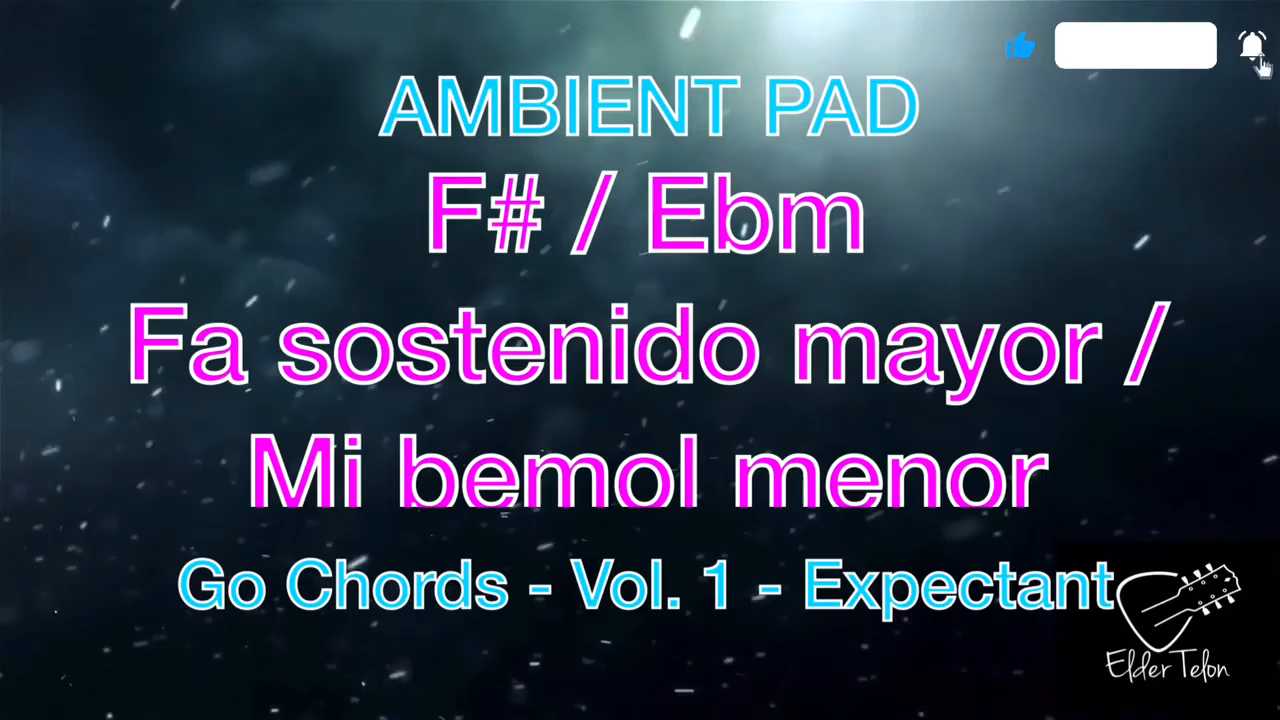 AMBIENT PAD
F# / Ebm
Fa sostenido mayor /
Mi bemol menor
Go Chords - Vol. 1 - Expectant
Elder Telon